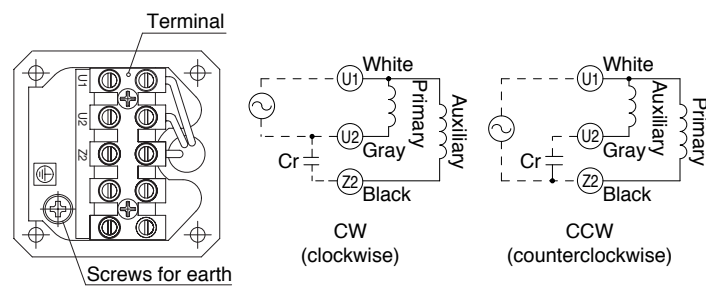 Terminal
U1
U2
Z2
Screws for earth
U1
White
Primary
Auxiliary
U2
Gray
Cr
Z2
Black
CW
(clockwise)
U1
White
Auxiliary
Primary
U2
Gray
Cr
Z2
Black
CCW
(counterclockwise)